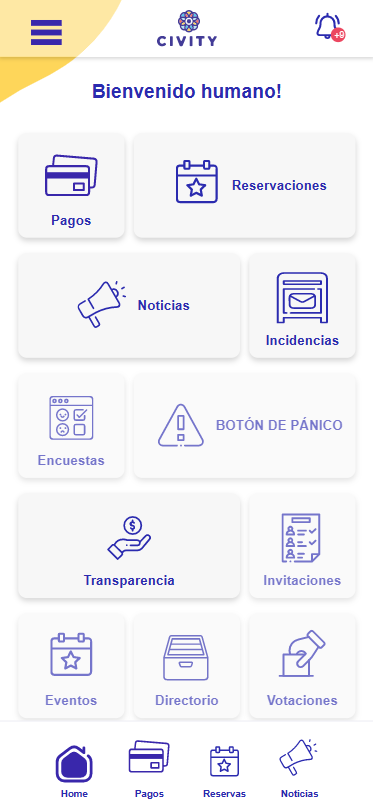 CIVITY
+9
Bienvenido humano!
Pagos
Reservaciones
Noticias
Incidencias
Encuestas
BOTÓN DE PÁNICO
Transparencia
Invitaciones
Eventos
Directorio
Votaciones
Home
Pagos
Reservas
Noticias